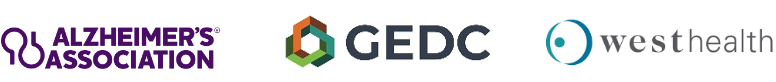 ALZHEIMER'S®
ASSOCIATION
GEDC
westhealth